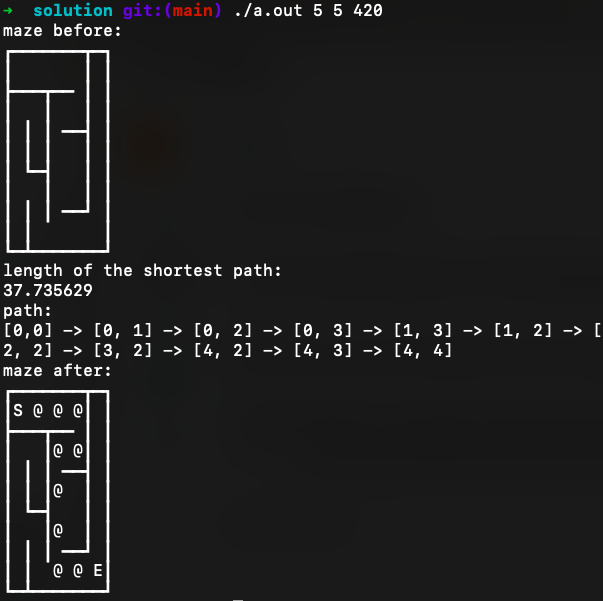 ➜  solution git:(main) ./a.out 5 5 420
maze before:
length of the shortest path:
37.735629
path:
[0,0] -> [0, 1] -> [0, 2] -> [0, 3] -> [1, 3] -> [1, 2] -> [
2, 2] -> [3, 2] -> [4, 2] -> [4, 3] -> [4, 4]
maze after:
S @ @ @
@ @
@
@
@ @ E